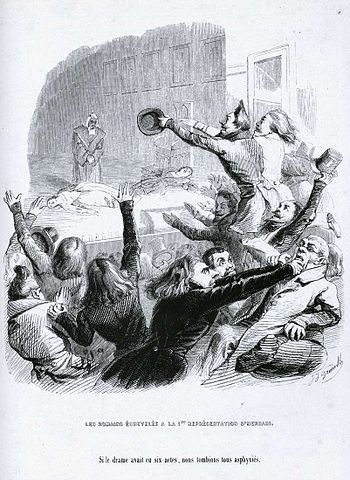 LES ROMAINS ÉCHEVELÉS A LA 1re REPRÉSENTATION D'HERNANI.
Si le drame avait eu six actes, nous tombions tous asphyxiés.